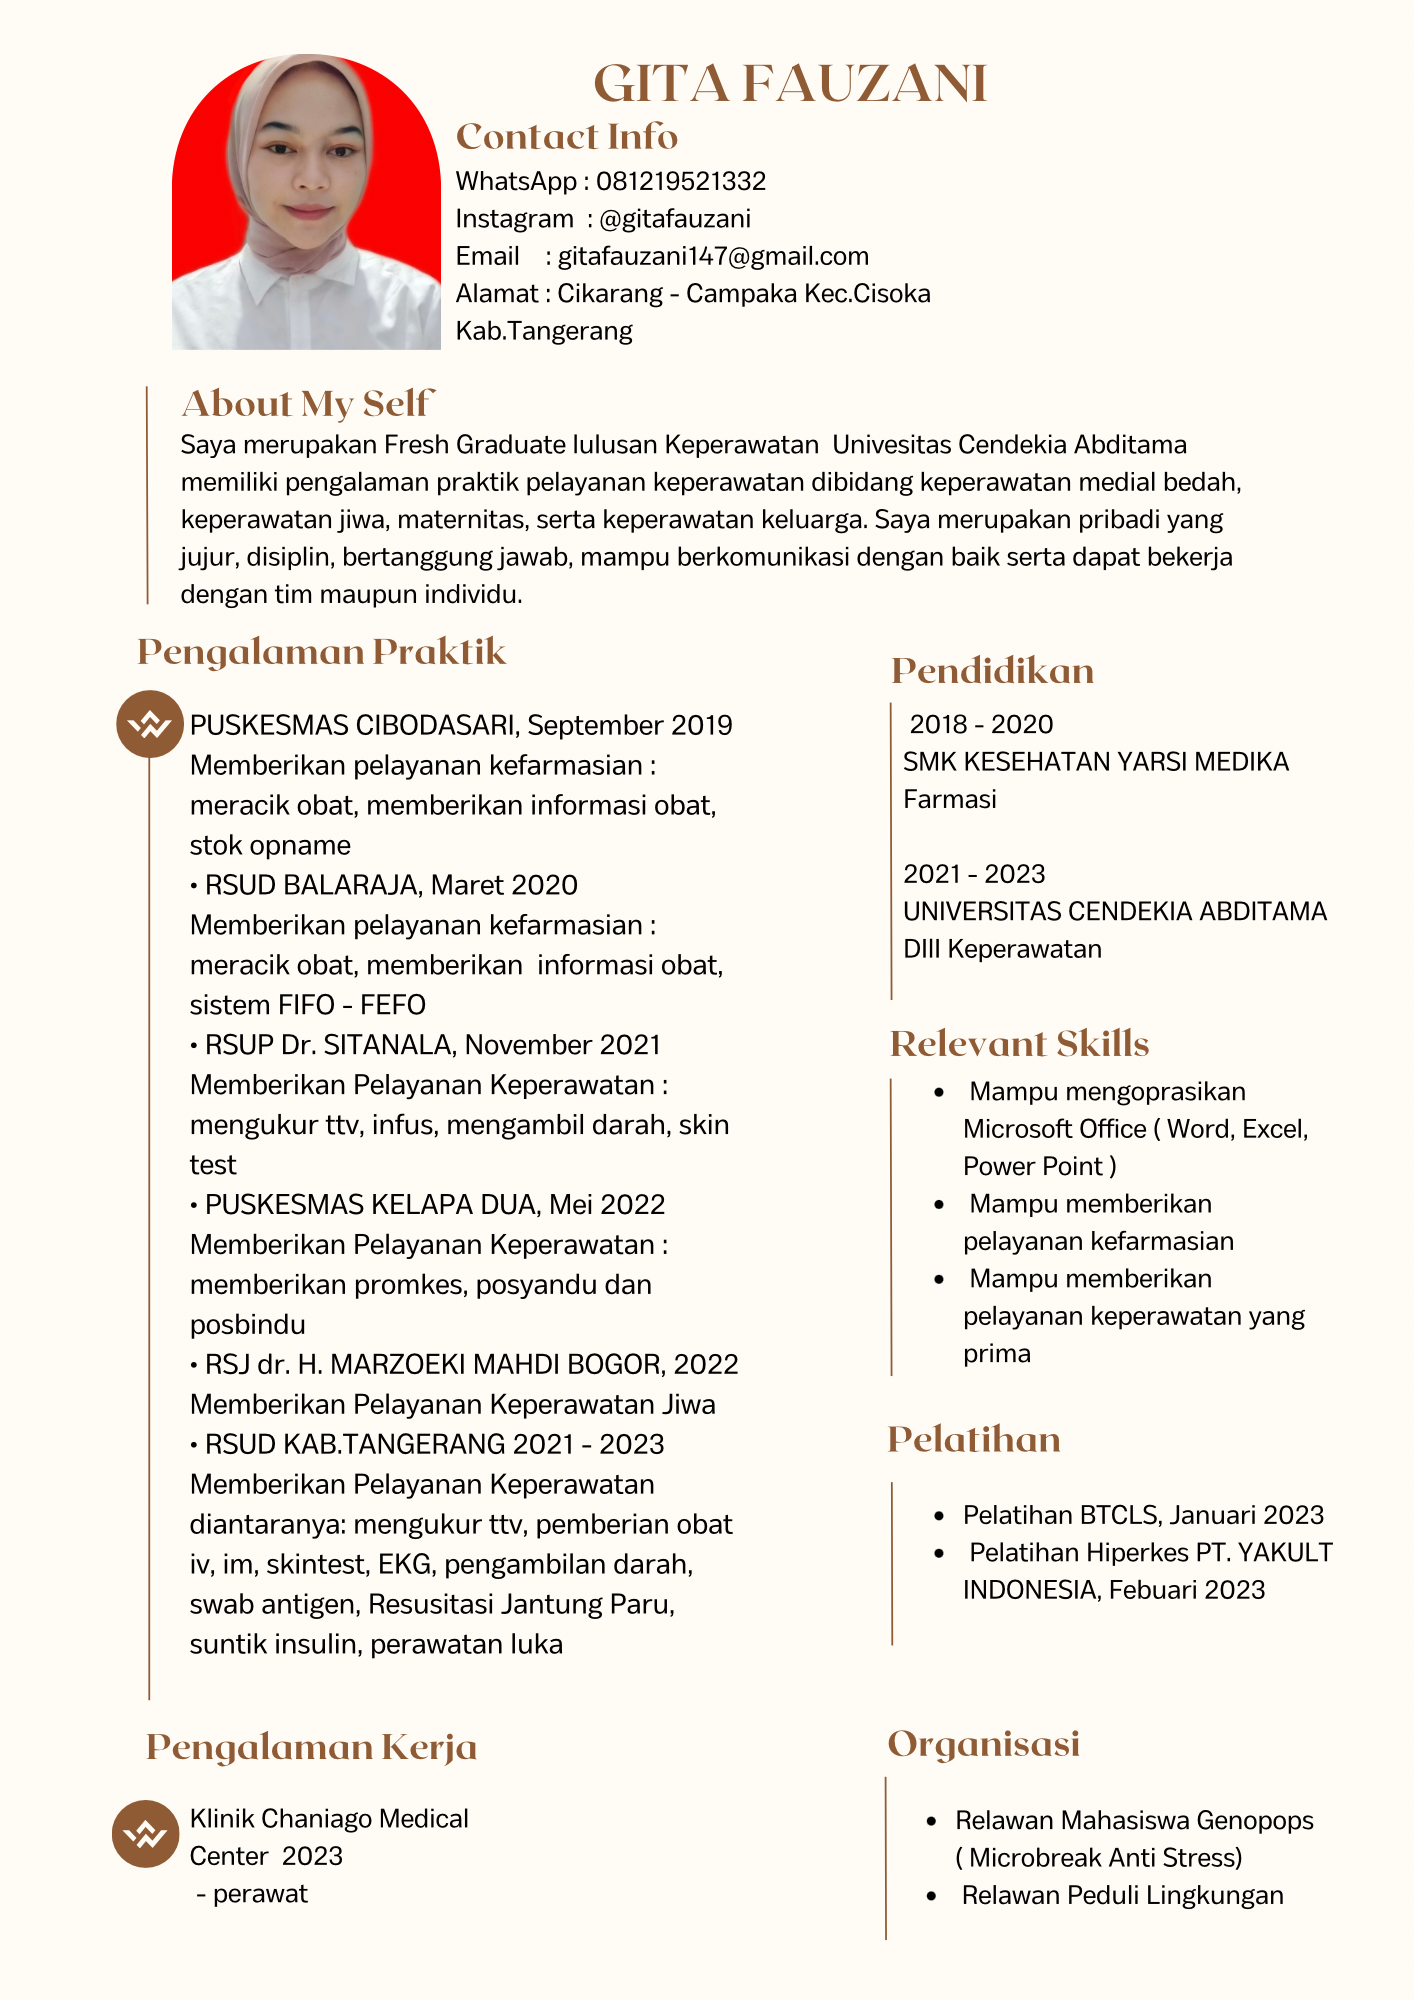 GITA FAUZANI
Contact Info
WhatsApp : 081219521332
Instagram : @gitafauzani
Email : gitafauzani147@gmail.com
Alamat : Cikarang - Campaka Kec.Cisoka
Kab.Tangerang
About My Self
Saya merupakan Fresh Graduate lulusan Keperawatan Univesitas Cendekia Abditama
memiliki pengalaman praktik pelayanan keperawatan dibidang keperawatan medial bedah,
keperawatan jiwa, maternitas, serta keperawatan keluarga. Saya merupakan pribadi yang
jujur, disiplin, bertanggung jawab, mampu berkomunikasi dengan baik serta dapat bekerja
dengan tim maupun individu.
Pengalaman Praktik
PUSKESMAS CIBODASARI, September 2019
Memberikan pelayanan kefarmasian :
meracik obat, memberikan informasi obat,
stok opname
• RSUD BALARAJA, Maret 2020
Memberikan pelayanan kefarmasian :
meracik obat, memberikan informasi obat,
sistem FIFO - FEFO
• RSUP Dr. SITANALA, November 2021
Memberikan Pelayanan Keperawatan :
mengukur ttv, infus, mengambil darah, skin
test
• PUSKESMAS KELAPA DUA, Mei 2022
Memberikan Pelayanan Keperawatan :
memberikan promkes, posyandu dan
posbindu
• RSJ dr. H. MARZOEKI MAHDI BOGOR, 2022
Memberikan Pelayanan Keperawatan Jiwa
• RSUD KAB.TANGERANG 2021 - 2023
Memberikan Pelayanan Keperawatan
diantaranya: mengukur ttv, pemberian obat
iv, im, skintest, EKG, pengambilan darah,
swab antigen, Resusitasi Jantung Paru,
suntik insulin, perawatan luka
Pengalaman Kerja
Klinik Chaniago Medical
Center 2023
- perawat
Pendidikan
2018 - 2020
SMK KESEHATAN YARSI MEDIKA
Farmasi
2021 - 2023
UNIVERSITAS CENDEKIA ABDITAMA
DIII Keperawatan
Relevant Skills
• Mampu mengoprasikan
Microsoft Office ( Word, Excel,
Power Point )
• Mampu memberikan
pelayanan kefarmasian
• Mampu memberikan
pelayanan keperawatan yang
prima
Pelatihan
• Pelatihan BTCLS, Januari 2023
• Pelatihan Hiperkes PT. YAKULT
INDONESIA, Febuari 2023
Organisasi
• Relawan Mahasiswa Genopops
( Microbreak Anti Stress)
• Relawan Peduli Lingkungan